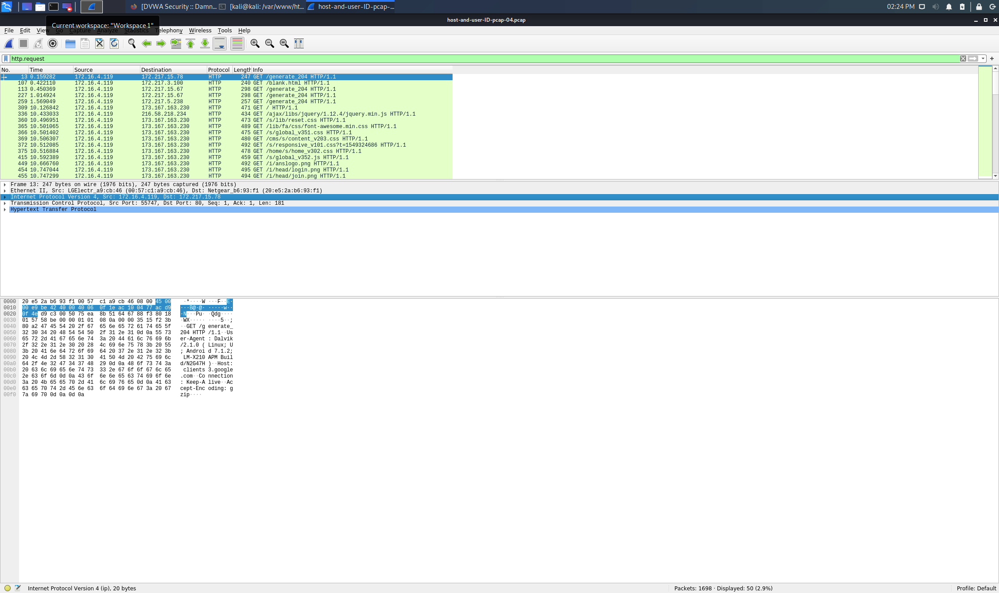 [DVWA Security :: Damn... [kali@kali: /var/www/ht... host-and-user-ID-pcap-... 02:24 PM
host-and-user-ID-pcap-04.pcap
Current workspace: "Workspace 1"
File Edit View Go Capture Analyze Statistics Telephony Wireless Tools Help
http.request
No. Time Source Destination Protocol Length Info
13 0.159282 172.16.4.119 172.217.15.78 HTTP 247 GET /generate_204 HTTP/1.1
107 0.422110 172.16.4.119 172.217.3.100 HTTP 240 GET /blank.html HTTP/1.1
113 0.450369 172.16.4.119 172.217.15.67 HTTP 298 GET /generate_204 HTTP/1.1
227 1.014924 172.16.4.119 172.217.15.67 HTTP 298 GET /generate_204 HTTP/1.1
259 1.569049 172.16.4.119 172.217.5.238 HTTP 257 GET /generate_204 HTTP/1.1
309 10.126842 172.16.4.119 173.167.163.230 HTTP 471 GET / HTTP/1.1
336 10.433033 172.16.4.119 216.58.218.234 HTTP 434 GET /ajax/libs/jquery/1.12.4/jquery.min.js HTTP/1.1
360 10.496951 172.16.4.119 173.167.163.230 HTTP 473 GET /s/lib/reset.css HTTP/1.1
365 10.501065 172.16.4.119 173.167.163.230 HTTP 489 GET /lib/fa/css/font-awesome.min.css HTTP/1.1
366 10.501402 172.16.4.119 173.167.163.230 HTTP 475 GET /s/global_v351.css HTTP/1.1
369 10.506307 172.16.4.119 173.167.163.230 HTTP 480 GET /cms/s/content_v203.css HTTP/1.1
372 10.512085 172.16.4.119 173.167.163.230 HTTP 492 GET /s/responsive_v101.css?t=1549324686 HTTP/1.1
375 10.516884 172.16.4.119 173.167.163.230 HTTP 478 GET /home/s/home_v302.css HTTP/1.1
415 10.592389 172.16.4.119 173.167.163.230 HTTP 459 GET /s/global_v352.js HTTP/1.1
449 10.666760 172.16.4.119 173.167.163.230 HTTP 492 GET /i/anslogo.png HTTP/1.1
454 10.747044 172.16.4.119 173.167.163.230 HTTP 495 GET /i/head/login.png HTTP/1.1
455 10.747299 172.16.4.119 173.167.163.230 HTTP 494 GET /i/head/join.png HTTP/1.1
Frame 13: 247 bytes on wire (1976 bits), 247 bytes captured (1976 bits)
Ethernet II, Src: LGElectr_a9:cb:46 (00:57:c1:a9:cb:46), Dst: Netgear_b6:93:f1 (20:e5:2a:b6:93:f1)
Internet Protocol Version 4, Src: 172.16.4.119, Dst: 172.217.15.78
Transmission Control Protocol, Src Port: 55747, Dst Port: 80, Seq: 1, Ack: 1, Len: 181
Hypertext Transfer Protocol
0000 20 e5 2a b6 93 f1 00 57 c1 a9 cb 46 08 00 45 00 ·*····W ···F··E·
0010 00 e9 be 42 40 00 40 06 0f 1e ac 10 04 77 ac d9 ···B@·@· ·····w··
0020 0f 4e d9 c3 00 50 75 ea 8b 51 64 67 88 f3 80 18 ·N···Pu· ·Qdg····
0030 01 57 58 be 00 00 01 01 08 0a 00 00 35 15 f2 3b ·WX····· ····5··;
0040 80 a2 47 45 54 20 2f 67 65 6e 65 72 61 74 65 5f ··GET /g enerate_
0050 32 30 34 20 48 54 54 50 2f 31 2e 31 0d 0a 55 73 204 HTTP /1.1··Us
0060 65 72 2d 41 67 65 6e 74 3a 20 44 61 6c 76 69 6b er-Agent : Dalvik
0070 2f 32 2e 31 2e 30 20 28 4c 69 6e 75 78 3b 20 55 /2.1.0 ( Linux; U
0080 3b 20 41 6e 64 72 6f 69 64 20 37 2e 31 2e 32 3b ; Androi d 7.1.2;
0090 20 4c 4d 2d 58 32 31 30 41 50 4d 20 42 75 69 6c LM-X210 APM Buil
00a0 64 2f 4e 32 47 34 37 48 29 0d 0a 48 6f 73 74 3a d/N2G47H )··Host:
00b0 20 63 6c 69 65 6e 74 73 33 2e 67 6f 6f 67 6c 65 clients 3.google
00c0 2e 63 6f 6d 0d 0a 43 6f 6e 6e 65 63 74 69 6f 6e .com··Co nnection
00d0 3a 20 4b 65 65 70 2d 41 6c 69 76 65 0d 0a 41 63 : Keep-A live··Ac
00e0 63 65 70 74 2d 45 6e 63 6f 64 69 6e 67 3a 20 67 cept-Enc oding: g
00f0 7a 69 70 0d 0a 0d 0a zip····
Internet Protocol Version 4 (ip), 20 bytes Packets: 1698 · Displayed: 50 (2.9%) Profile: Default